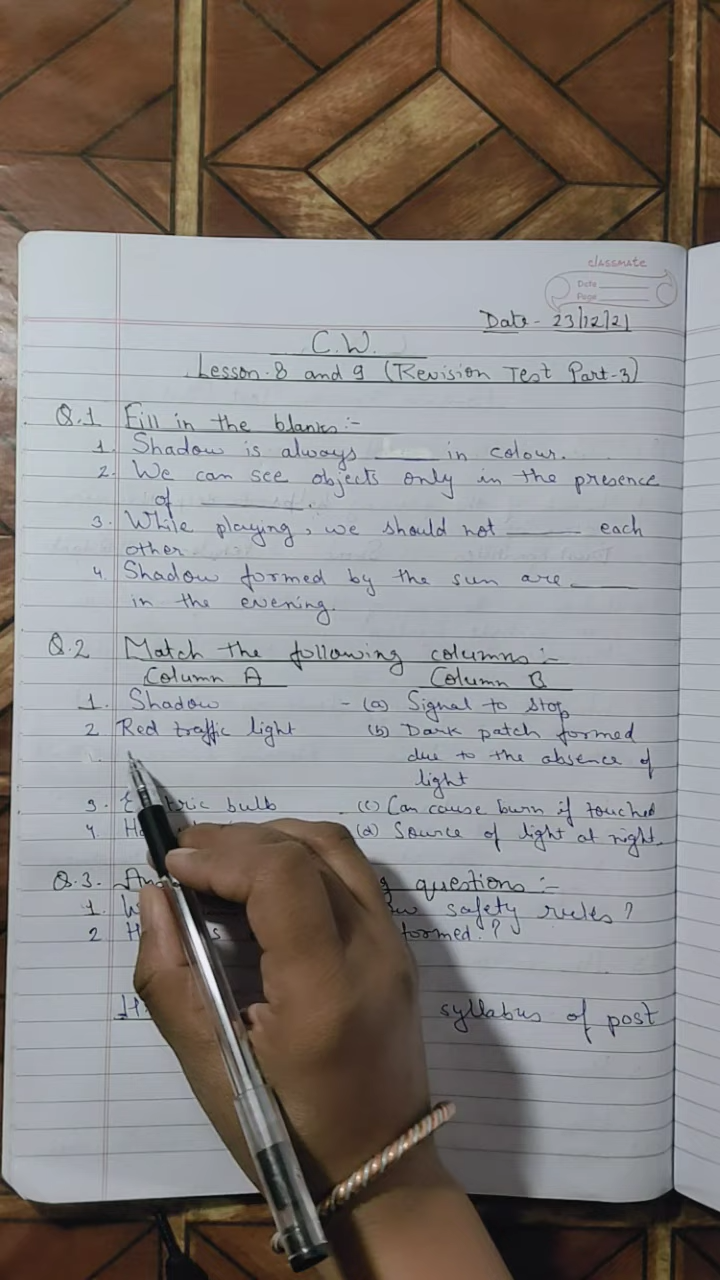 classmate
Date
Page
Date - 23/12/21
C.W.
Lesson-8 and 9 (Revision Test Part-3)
Q.1 Fill in the blanks:-
1. Shadow is always ____ in colour.
2. We can see objects only in the presence
of ________.
3. While playing, we should not ____ each
other
4. Shadow formed by the sun are ____
in the evening.
Q.2 Match the following columns:-
Column A Column B
1. Shadow - (a) Signal to stop
2. Red traffic light (b) Dark patch formed
due to the absence of
light
3. bulb (c) Can cause burn if touched
4. (d) Source of light at night.
Q.3. questions:-
1. safety rules?
2 formed?
syllabus of post